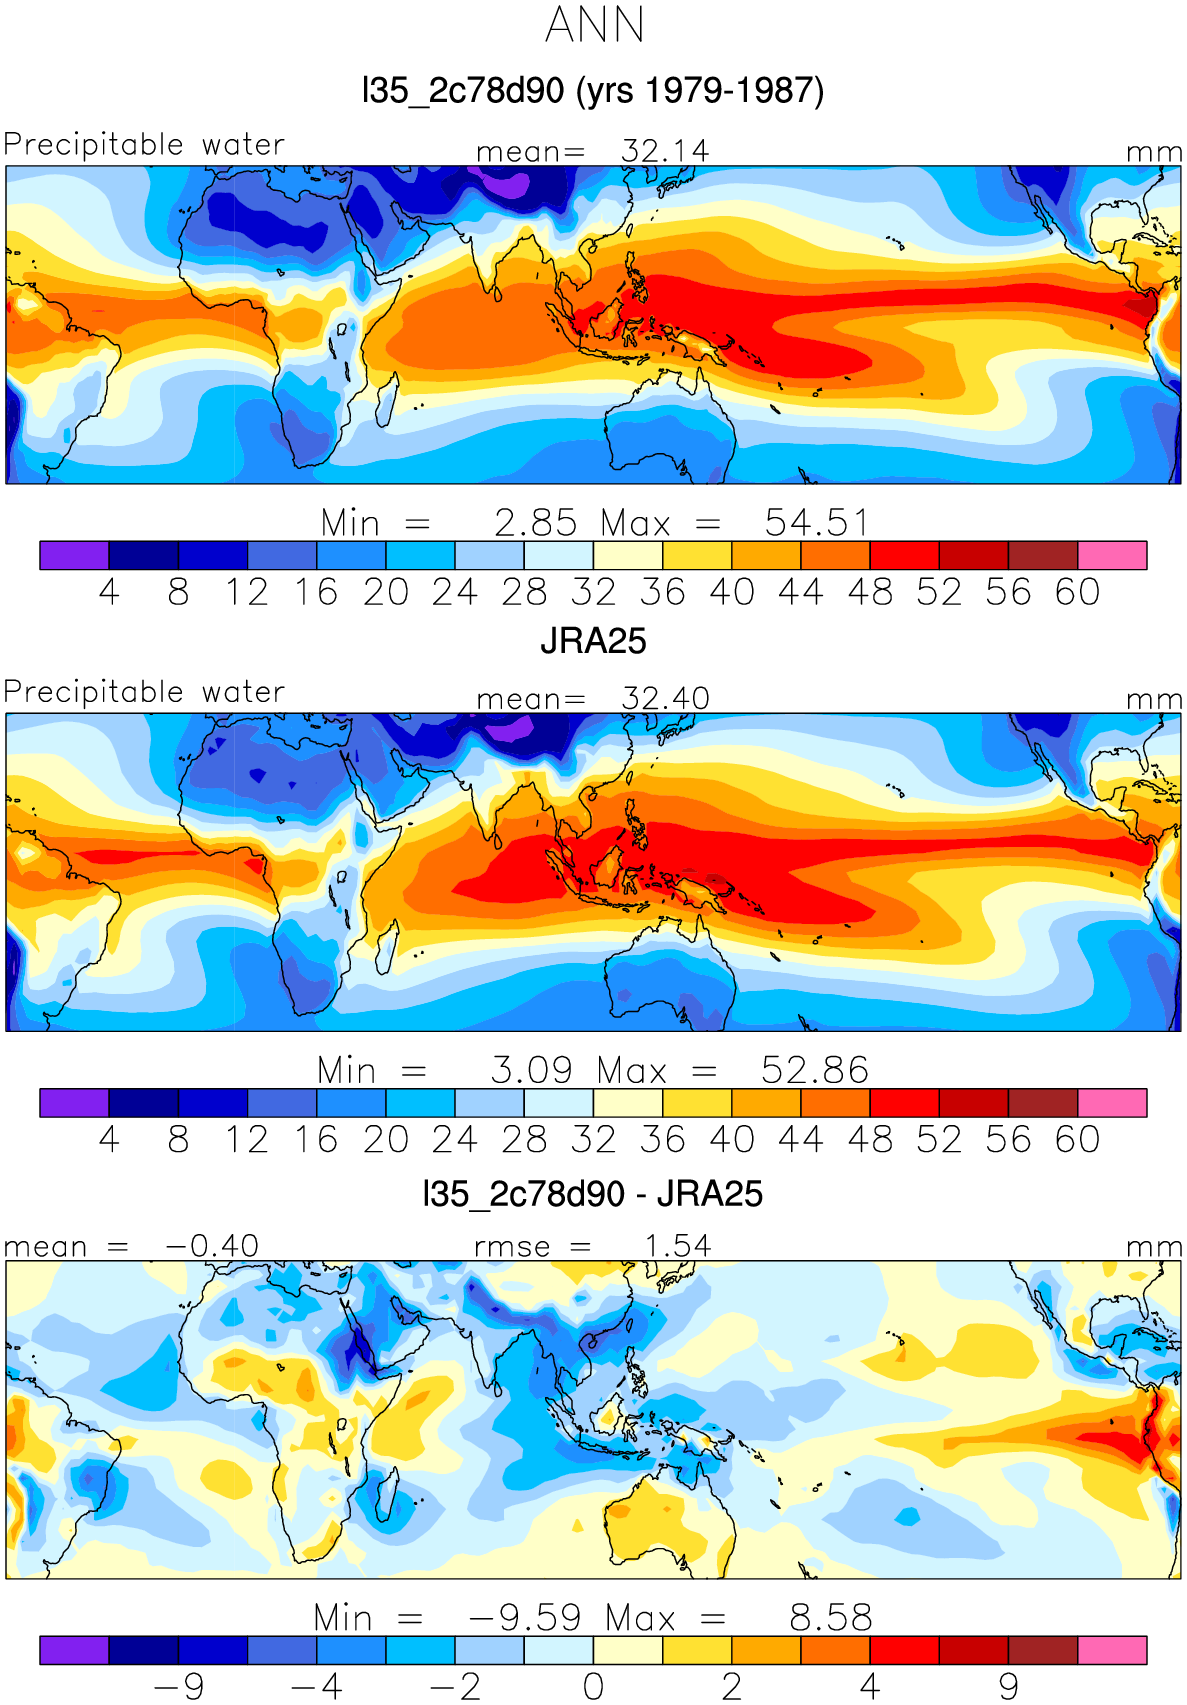 ANN
l35_2c78d90 (yrs 1979-1987)
Precipitable water mean= 32.14 mm
Min = 2.85 Max = 54.51
4 8 12 16 20 24 28 32 36 40 44 48 52 56 60
JRA25
Precipitable water mean= 32.40 mm
Min = 3.09 Max = 52.86
4 8 12 16 20 24 28 32 36 40 44 48 52 56 60
l35_2c78d90 - JRA25
mean = −0.40 rmse = 1.54 mm
Min = −9.59 Max = 8.58
−9 −4 −2 0 2 4 9